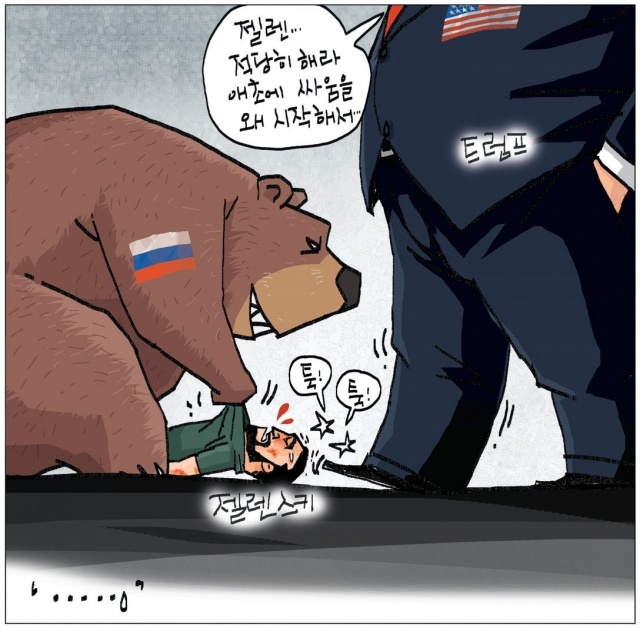 젤렌...
적당히 해라
애초에 싸움을
왜 시작해서...
트럼프
툭!
툭!
젤렌스키